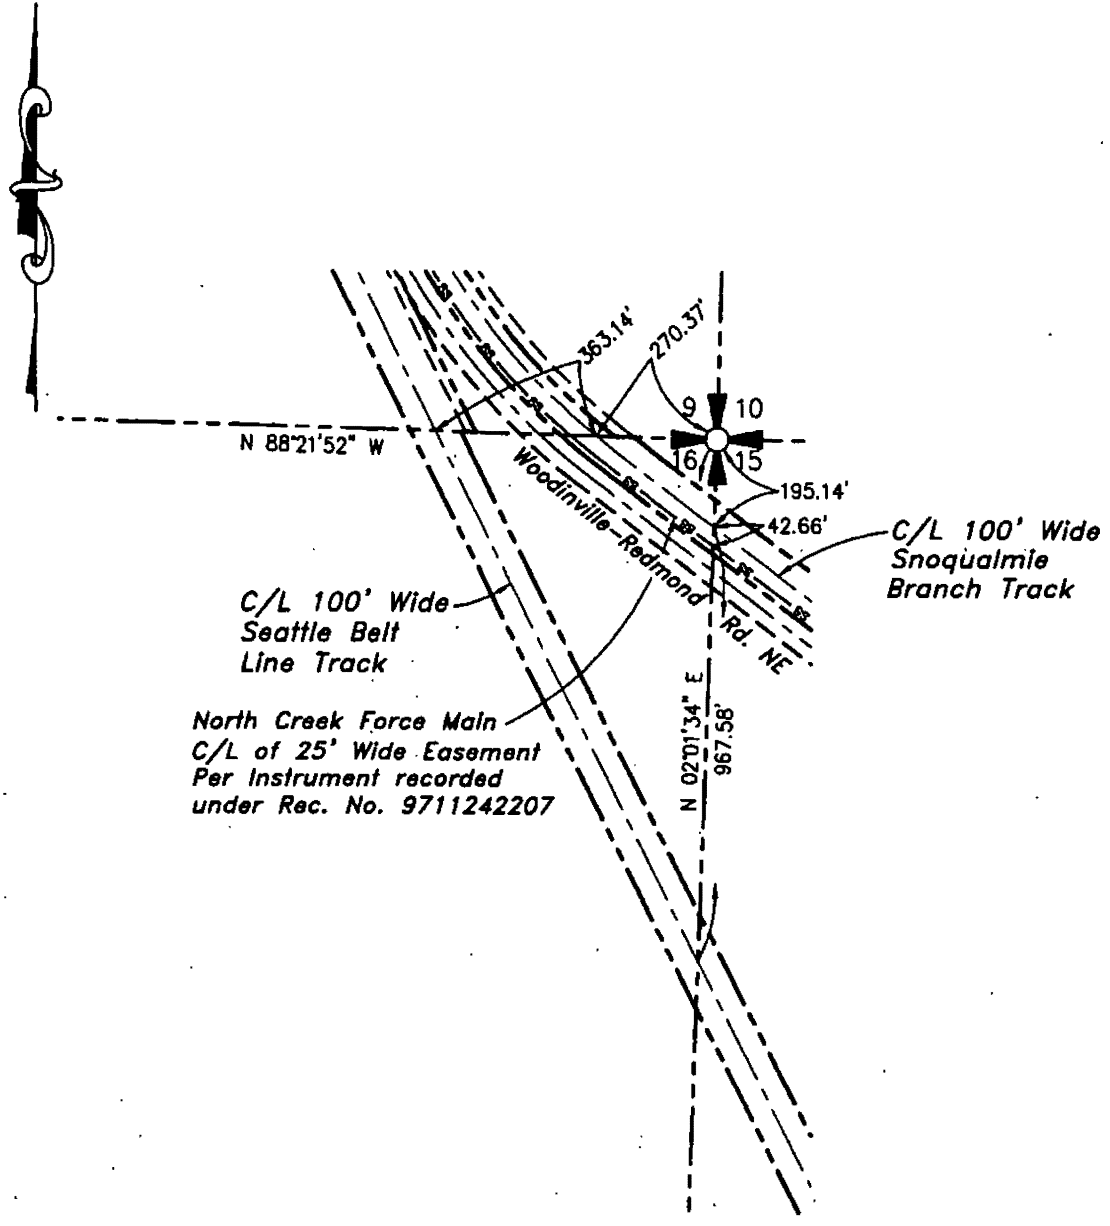 363.14'
270.37'
9 10
N 88°21'52" W
16 15
195.14'
42.66'
Woodinville-Redmond Rd. NE
C/L 100' Wide
Snoqualmie
Branch Track
C/L 100' Wide
Seattle Belt
Line Track
North Creek Force Main
C/L of 25' Wide Easement
Per Instrument recorded
under Rec. No. 9711242207
N 02°01'34" E
967.58'